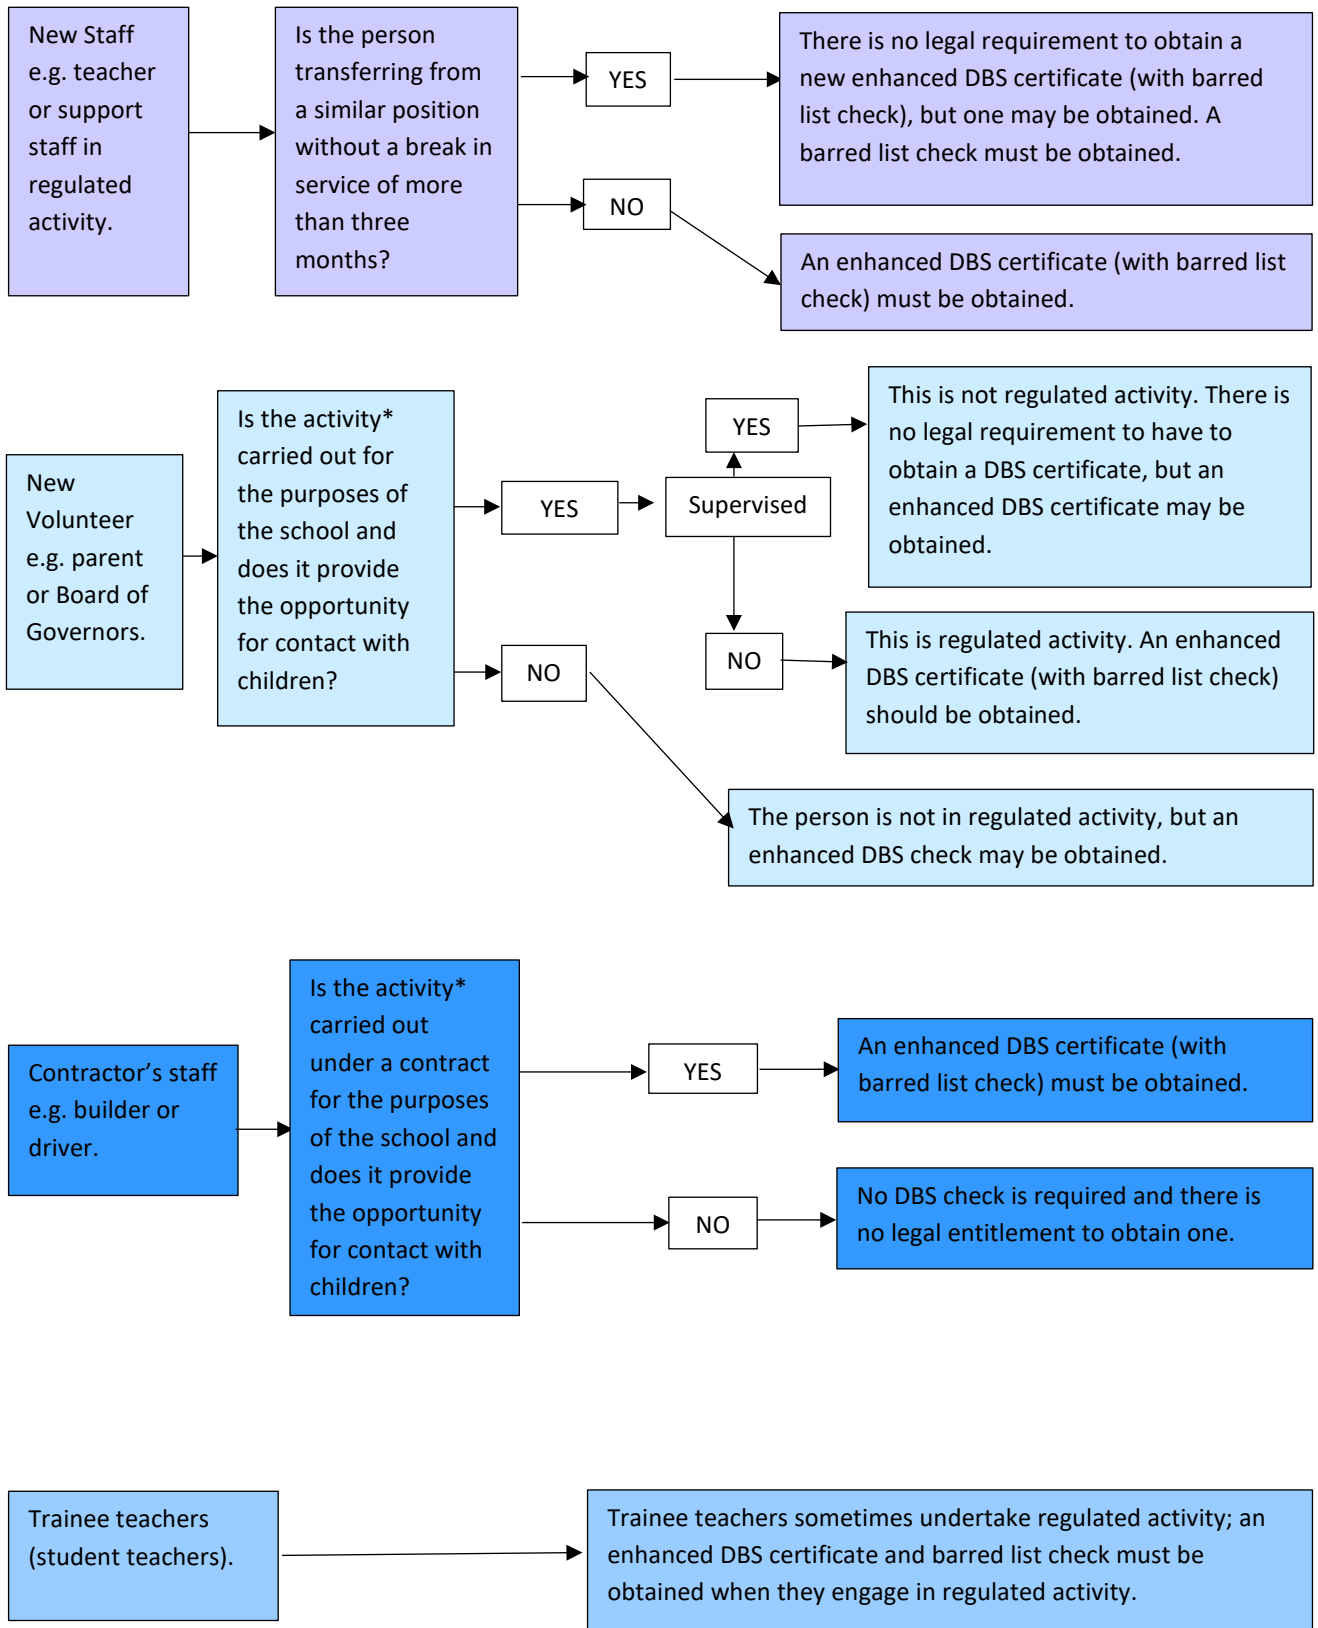 New Staff
e.g. teacher
or support
staff in
regulated
activity.
Is the person
transferring from
a similar position
without a break in
service of more
than three
months?
YES
There is no legal requirement to obtain a
new enhanced DBS certificate (with barred
list check), but one may be obtained. A
barred list check must be obtained.
NO
An enhanced DBS certificate (with barred list
check) must be obtained.
New
Volunteer
e.g. parent
or Board of
Governors.
Is the activity*
carried out for
the purposes of
the school and
does it provide
the opportunity
for contact with
children?
YES
Supervised
YES
This is not regulated activity. There is
no legal requirement to have to
obtain a DBS certificate, but an
enhanced DBS certificate may be
obtained.
NO
This is regulated activity. An enhanced
DBS certificate (with barred list check)
should be obtained.
NO
The person is not in regulated activity, but an
enhanced DBS check may be obtained.
Contractor’s staff
e.g. builder or
driver.
Is the activity*
carried out
under a contract
for the purposes
of the school and
does it provide
the opportunity
for contact with
children?
YES
An enhanced DBS certificate (with
barred list check) must be obtained.
NO
No DBS check is required and there is
no legal entitlement to obtain one.
Trainee teachers
(student teachers).
Trainee teachers sometimes undertake regulated activity; an
enhanced DBS certificate and barred list check must be
obtained when they engage in regulated activity.